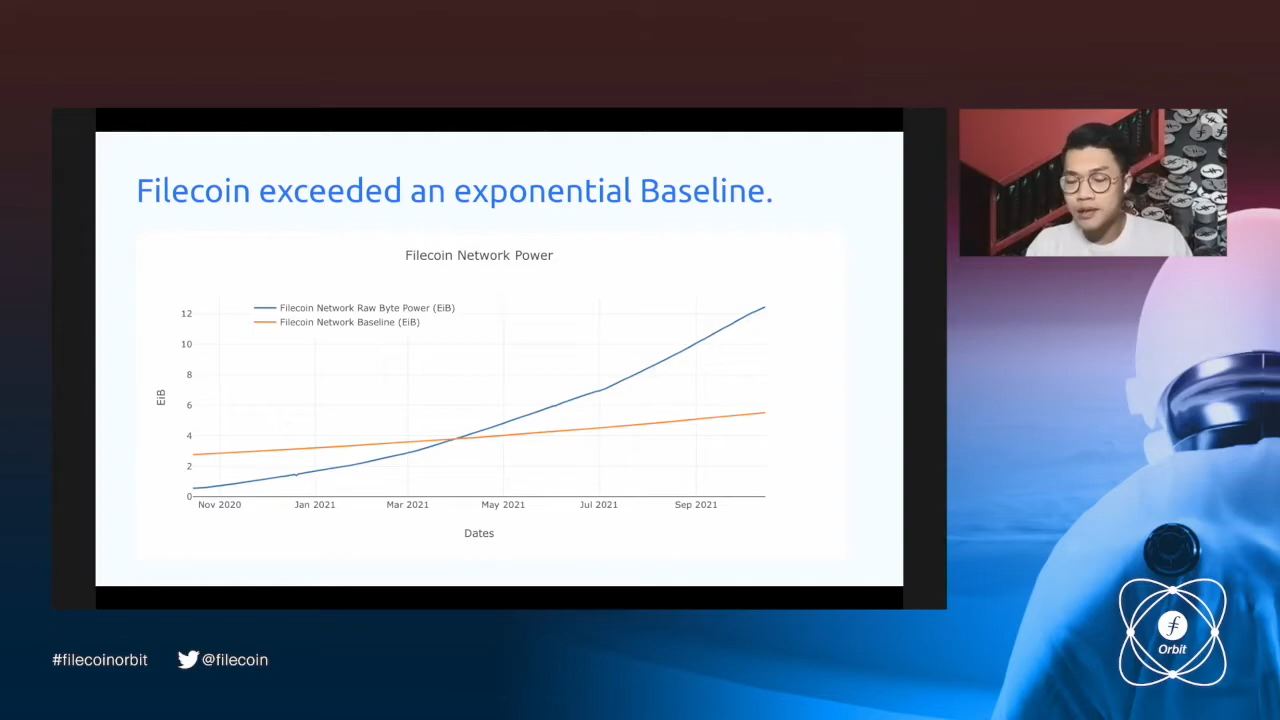 Filecoin exceeded an exponential Baseline.
Filecoin Network Power
Filecoin Network Raw Byte Power (EiB)
Filecoin Network Baseline (EiB)
12
10
8
6
4
2
0
EiB
Nov 2020
Jan 2021
Mar 2021
May 2021
Jul 2021
Sep 2021
Dates
#filecoinorbit
@filecoin
Orbit